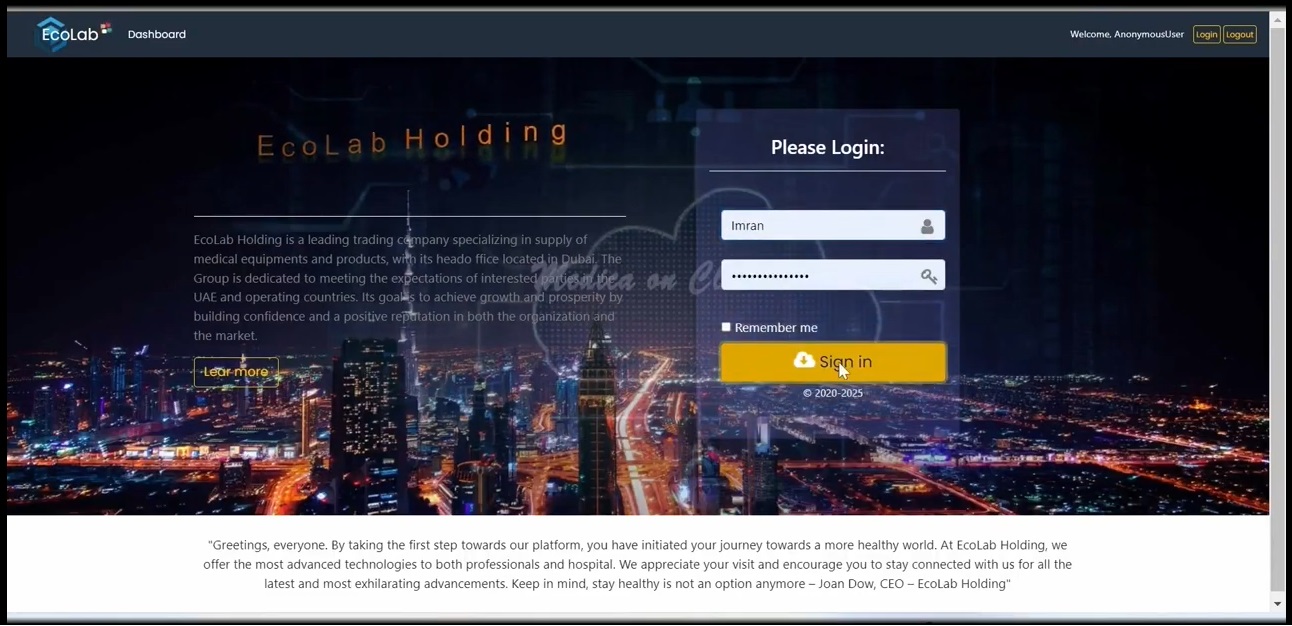 EcoLab
Dashboard
Welcome, AnonymousUser
Login
Logout
EcoLab Holding
EcoLab Holding is a leading trading company specializing in supply of
medical equipments and products, with its heado ffice located in Dubai. The
Group is dedicated to meeting the expectations of interested parties in the
UAE and operating countries. Its goal is to achieve growth and prosperity by
building confidence and a positive reputation in both the organization and
the market.
Lear more
Medica on Cl
Please Login:
Imran
•••••••••••••••
Remember me
Sign in
© 2020-2025
"Greetings, everyone. By taking the first step towards our platform, you have initiated your journey towards a more healthy world. At EcoLab Holding, we
offer the most advanced technologies to both professionals and hospital. We appreciate your visit and encourage you to stay connected with us for all the
latest and most exhilarating advancements. Keep in mind, stay healthy is not an option anymore – Joan Dow, CEO – EcoLab Holding"